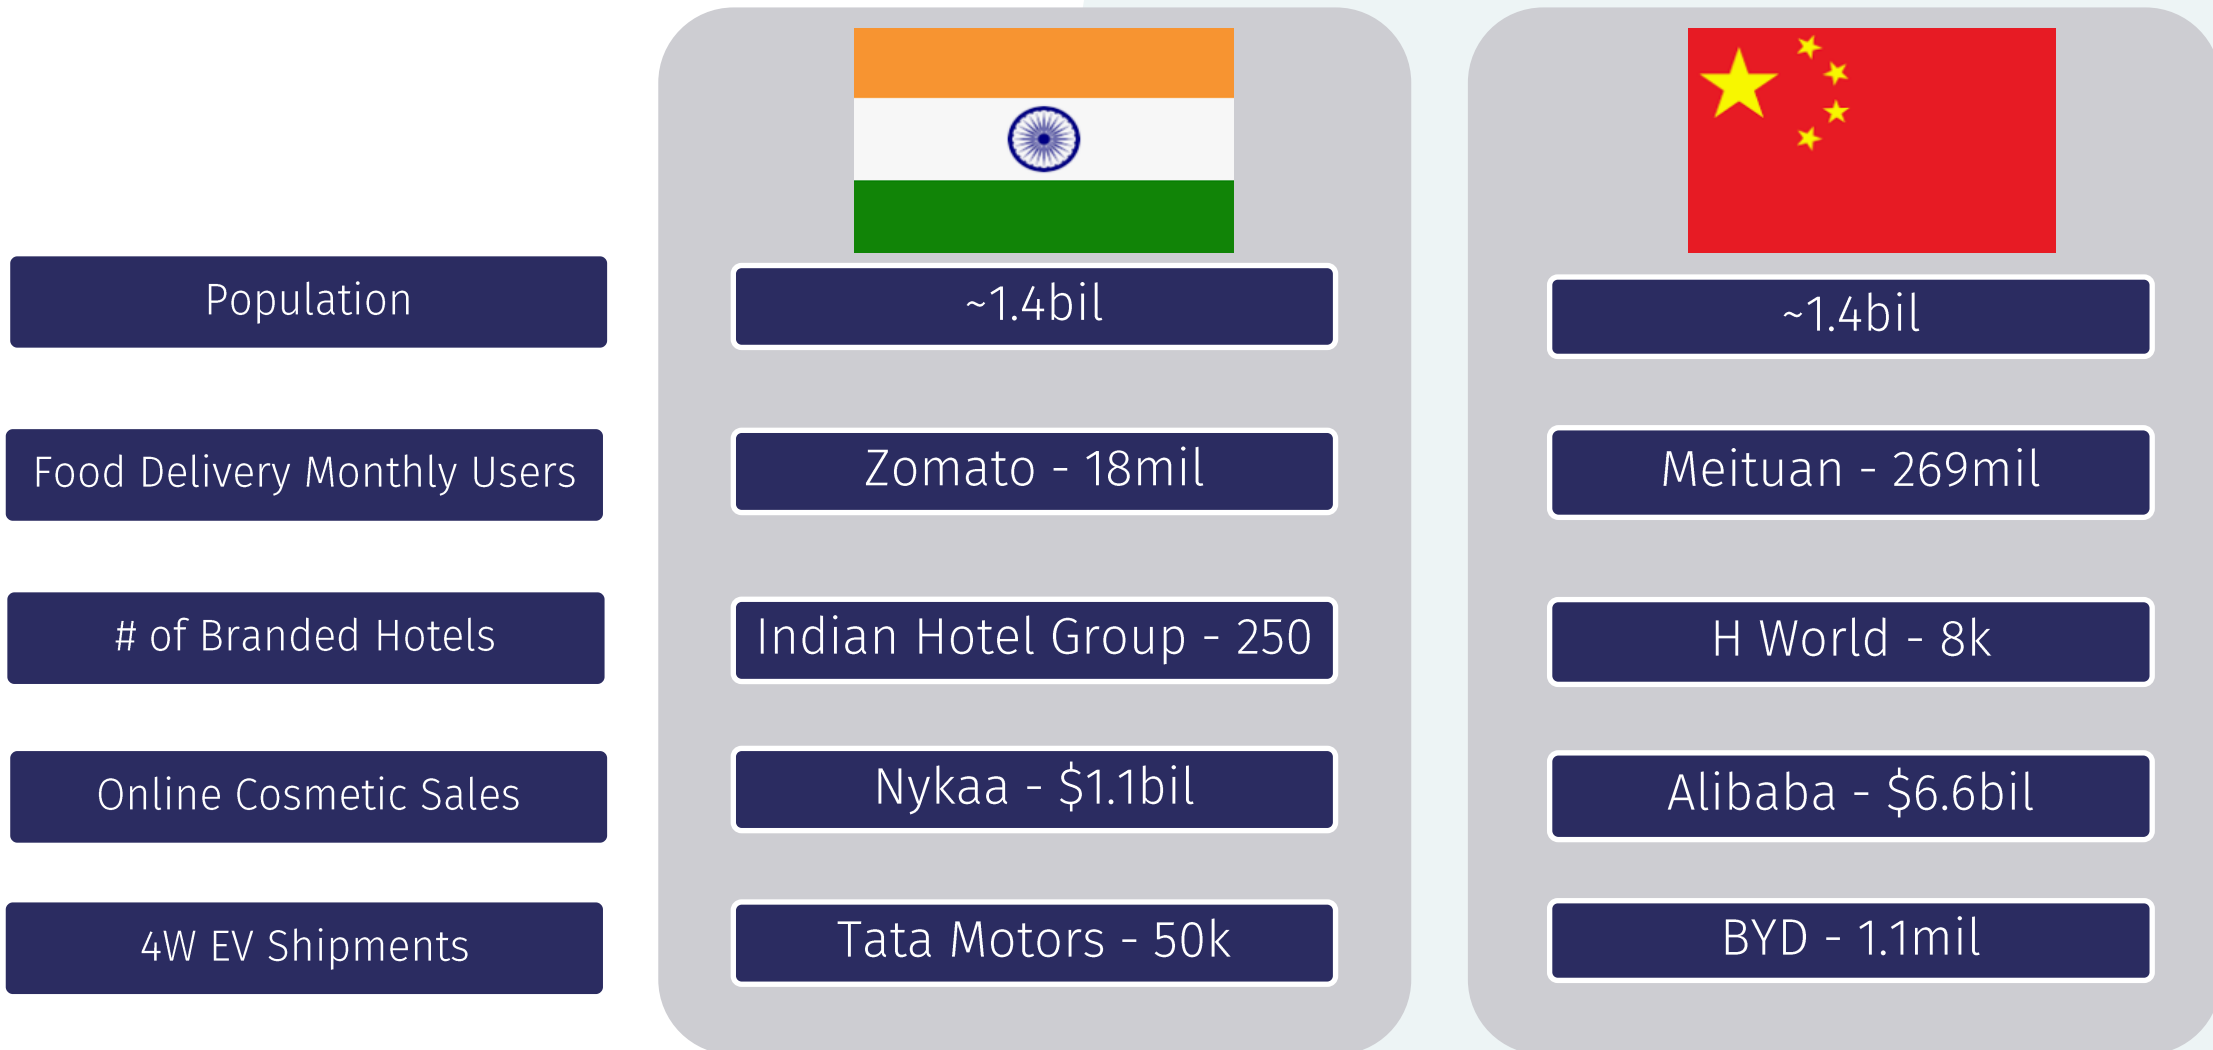 Population
~1.4bil
~1.4bil
Food Delivery Monthly Users
Zomato - 18mil
Meituan - 269mil
# of Branded Hotels
Indian Hotel Group - 250
H World - 8k
Online Cosmetic Sales
Nykaa - $1.1bil
Alibaba - $6.6bil
4W EV Shipments
Tata Motors - 50k
BYD - 1.1mil